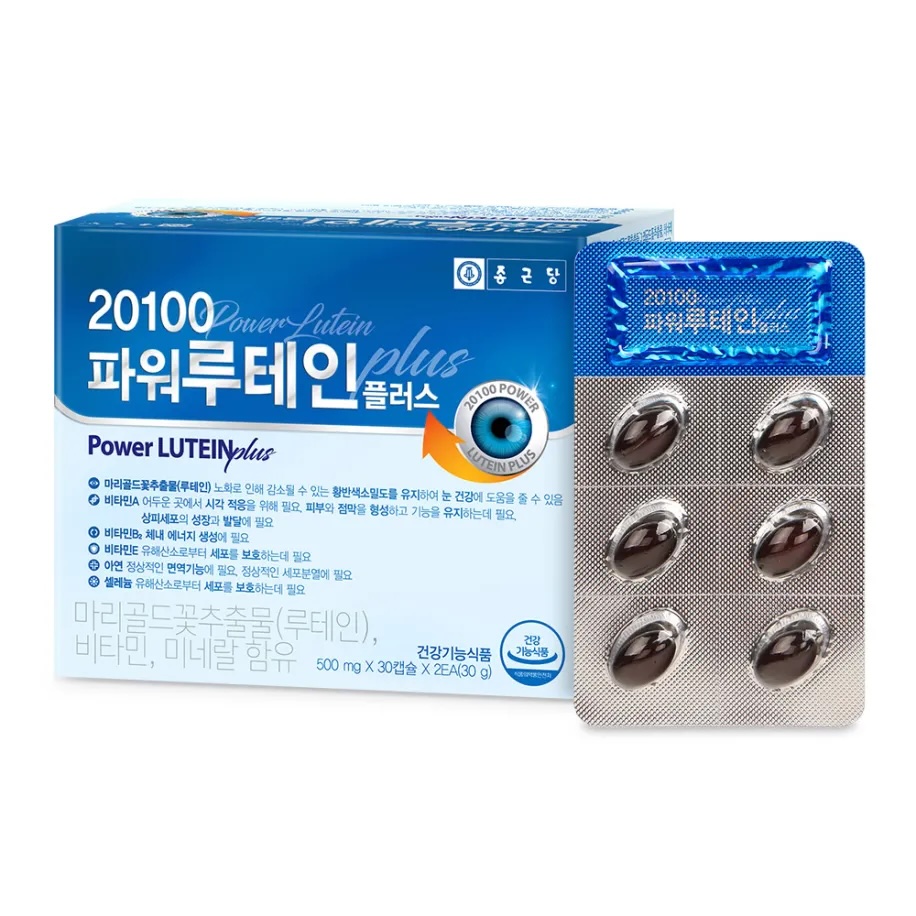 종근당
20100
Power Lutein
파워루테인플러스
plus
20100 POWER
LUTEIN PLUS
Power LUTEINplus
마리골드꽃추출물(루테인) 노화로 인해 감소될 수 있는 황반색소밀도를 유지하여 눈 건강에 도움을 줄 수 있음
비타민A 어두운 곳에서 시각 적응을 위해 필요, 피부와 점막을 형성하고 기능을 유지하는데 필요,
상피세포의 성장과 발달에 필요
비타민B₂ 체내 에너지 생성에 필요
비타민E 유해산소로부터 세포를 보호하는데 필요
아연 정상적인 면역기능에 필요, 정상적인 세포분열에 필요
셀레늄 유해산소로부터 세포를 보호하는데 필요
마리골드꽃추출물(루테인),
비타민, 미네랄 함유
건강기능식품
500 mg X 30캡슐 X 2EA(30 g)
건강
기능식품
식품의약품안전처
20100
파워루테인플러스
plus